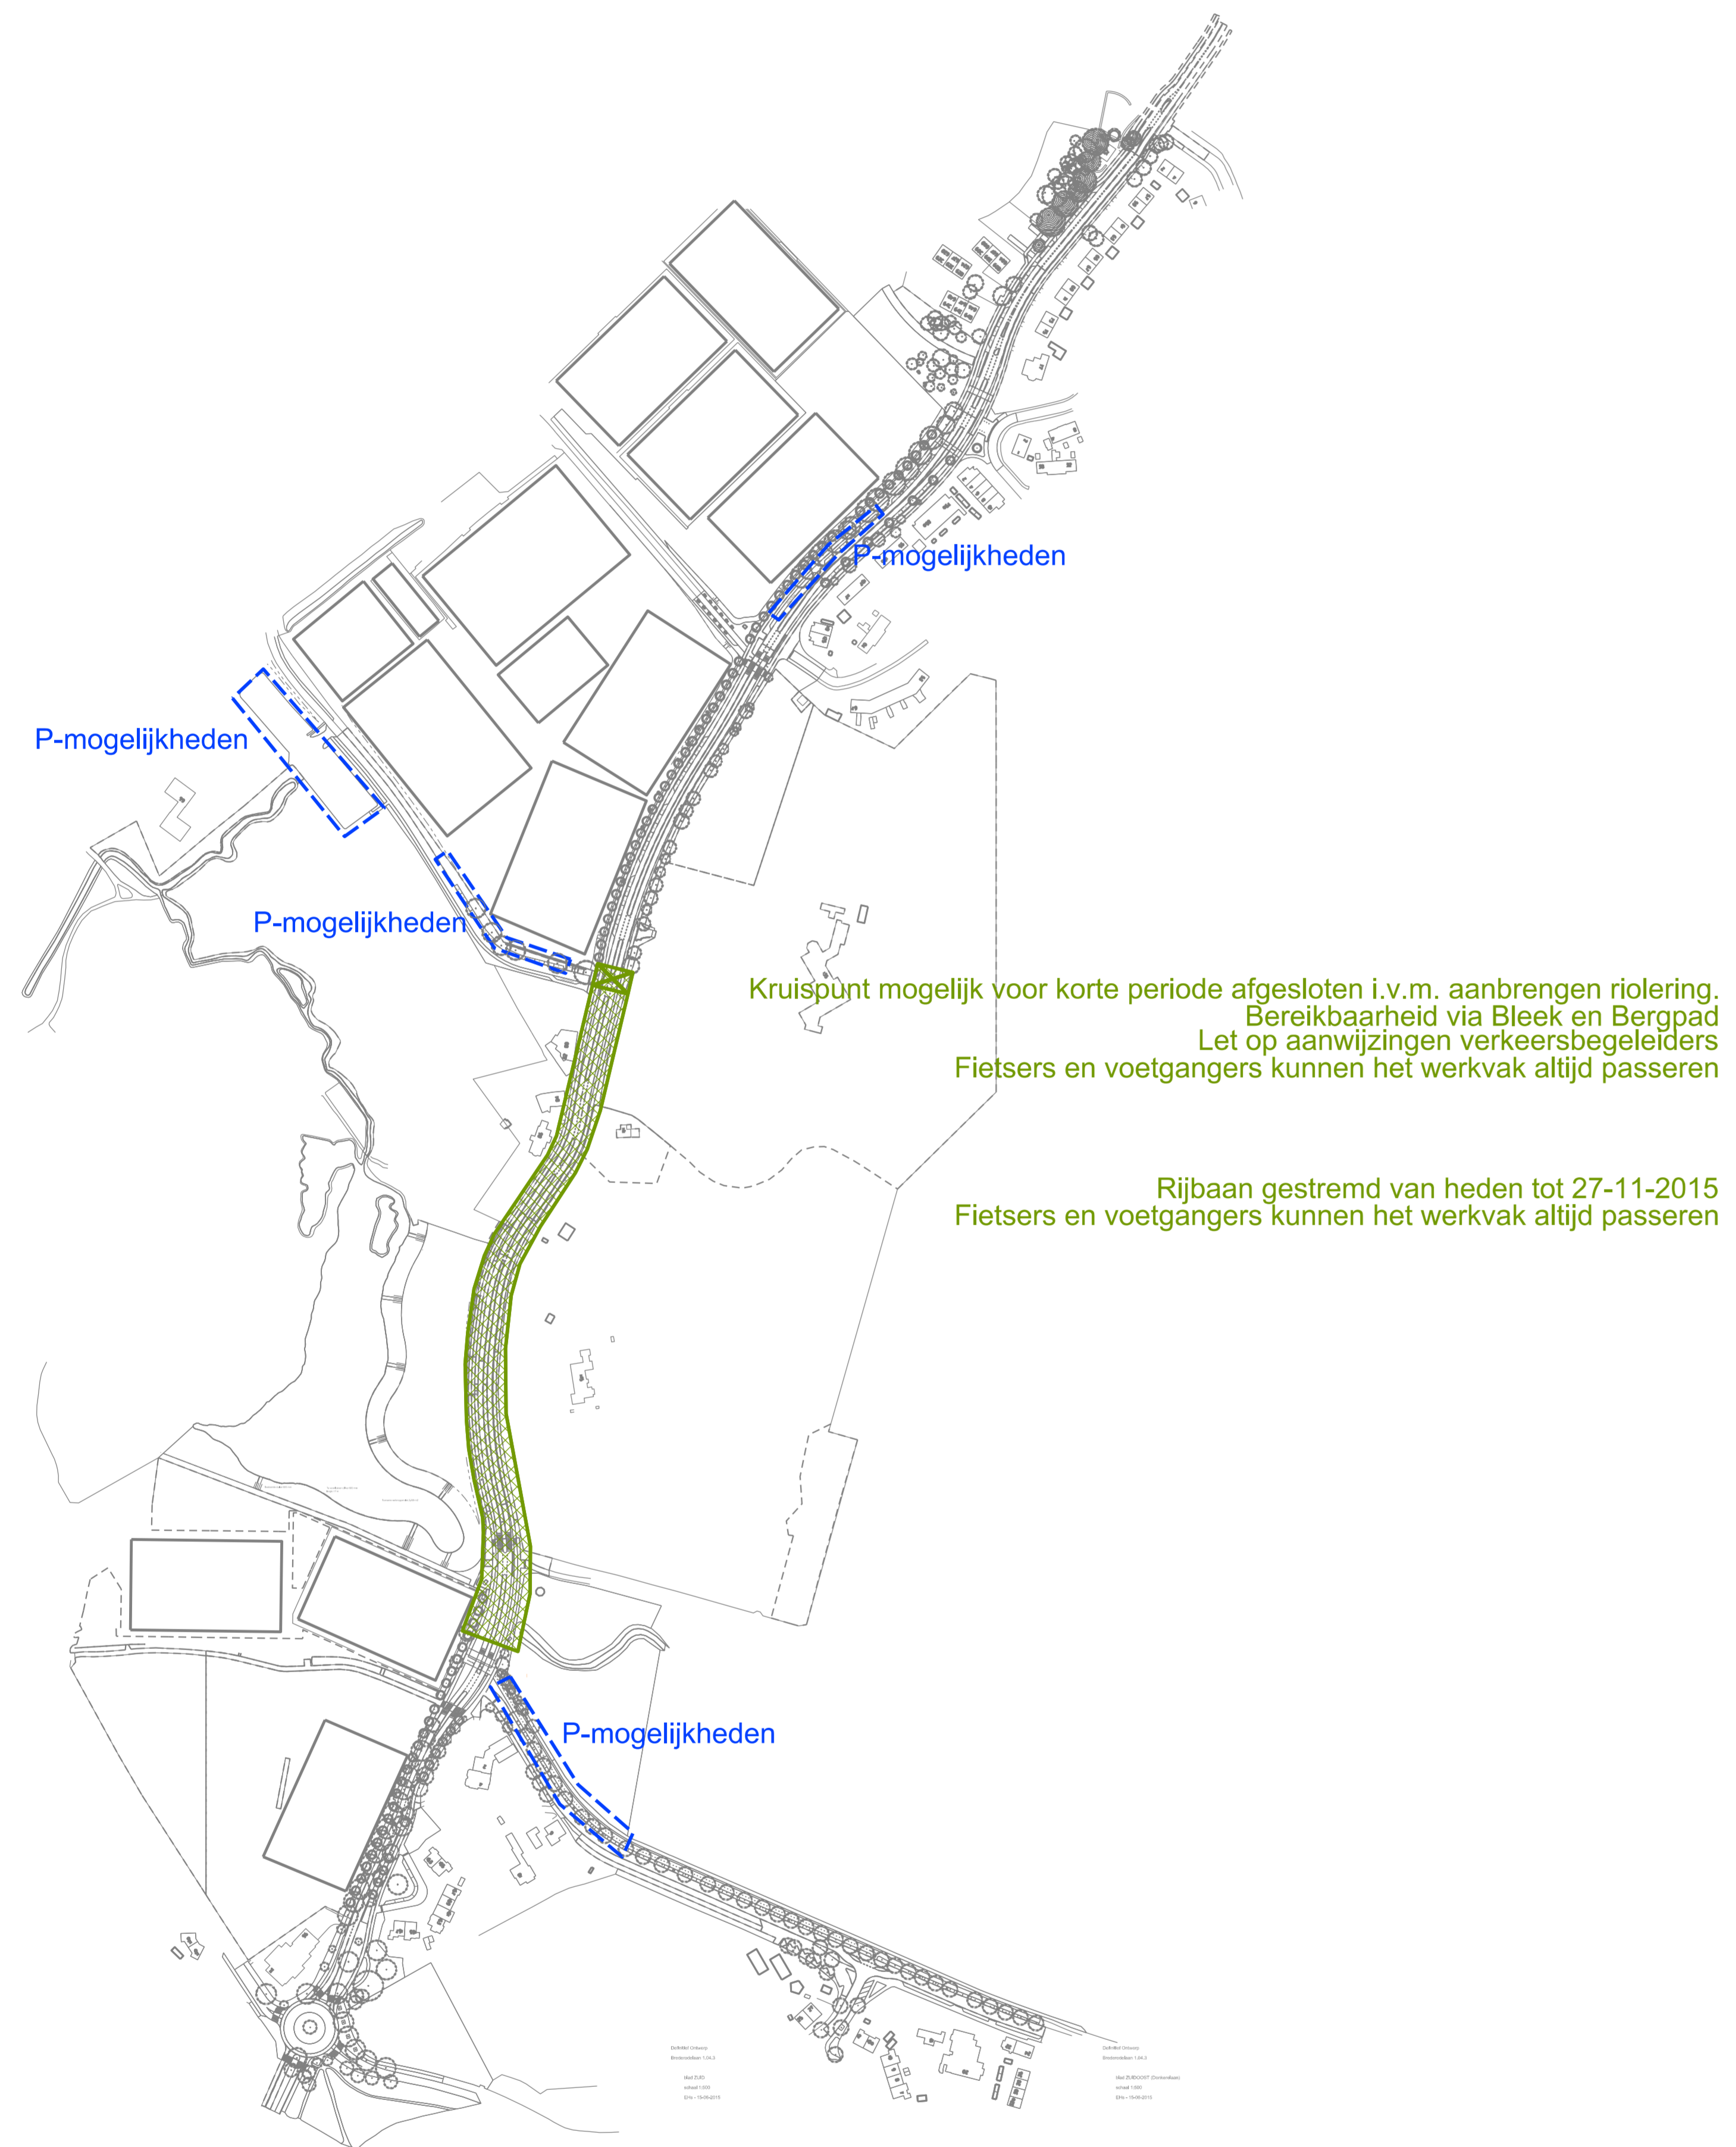 P-mogelijkheden
P-mogelijkheden
P-mogelijkheden
Kruispunt mogelijk voor korte periode afgesloten i.v.m. aanbrengen riolering.
Bereikbaarheid via Bleek en Bergpad
Let op aanwijzingen verkeersbegeleiders
Fietsers en voetgangers kunnen het werkvak altijd passeren
Rijbaan gestremd van heden tot 27-11-2015
Fietsers en voetgangers kunnen het werkvak altijd passeren
P-mogelijkheden